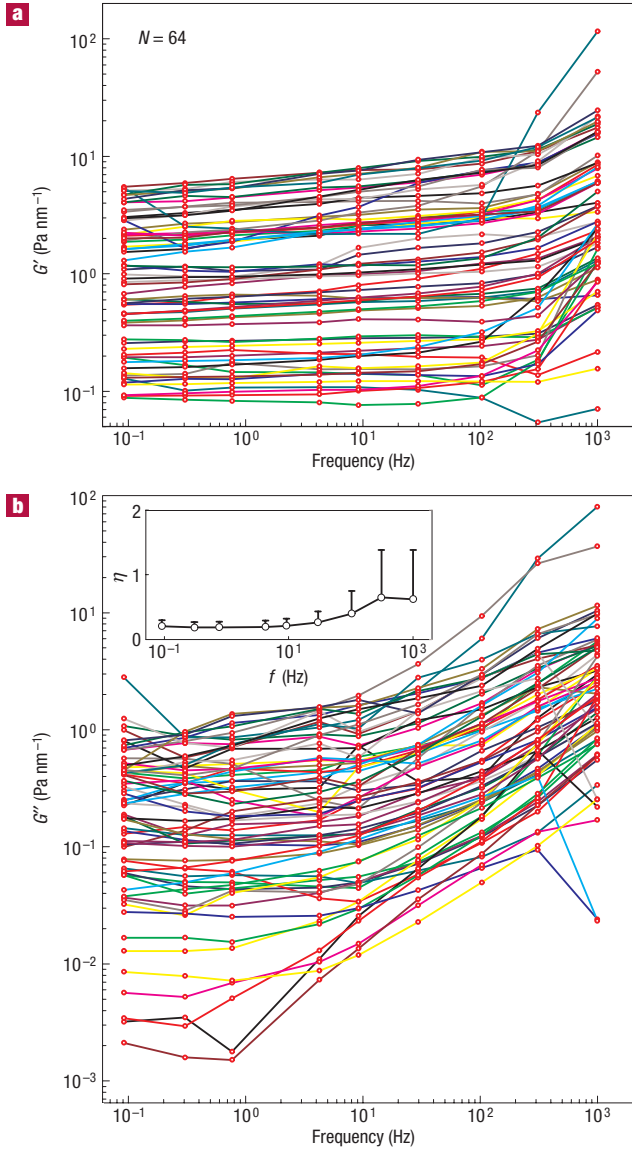 a
N = 64
10²
10¹
10⁰
10⁻¹
G′ (Pa nm⁻¹)
10⁻¹ 10⁰ 10¹ 10² 10³
Frequency (Hz)
b
10²
10¹
10⁰
10⁻¹
10⁻²
10⁻³
G″ (Pa nm⁻¹)
2
1
0
η
10⁻¹ 10¹ 10³
f (Hz)
10⁻¹ 10⁰ 10¹ 10² 10³
Frequency (Hz)